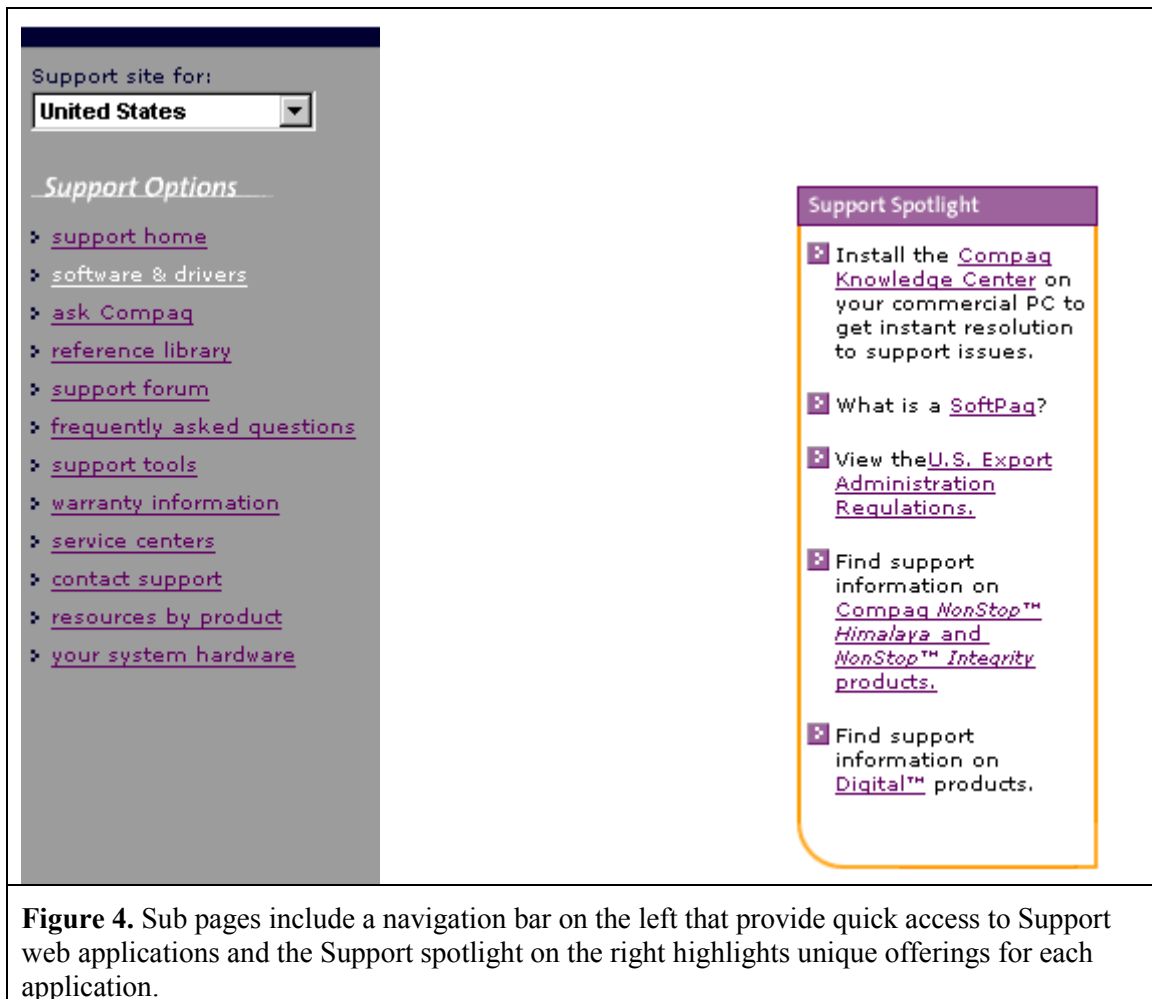 Support site for:
United States
Support Options
support home
software & drivers
ask Compaq
reference library
support forum
frequently asked questions
support tools
warranty information
service centers
contact support
resources by product
your system hardware
Support Spotlight
Install the Compaq
Knowledge Center on
your commercial PC to
get instant resolution
to support issues.
What is a SoftPaq?
View theU.S. Export
Administration
Regulations.
Find support
information on
Compaq NonStop™
Himalaya and
NonStop™ Integrity
products.
Find support
information on
Digital™ products.
Figure 4. Sub pages include a navigation bar on the left that provide quick access to Support
web applications and the Support spotlight on the right highlights unique offerings for each
application.